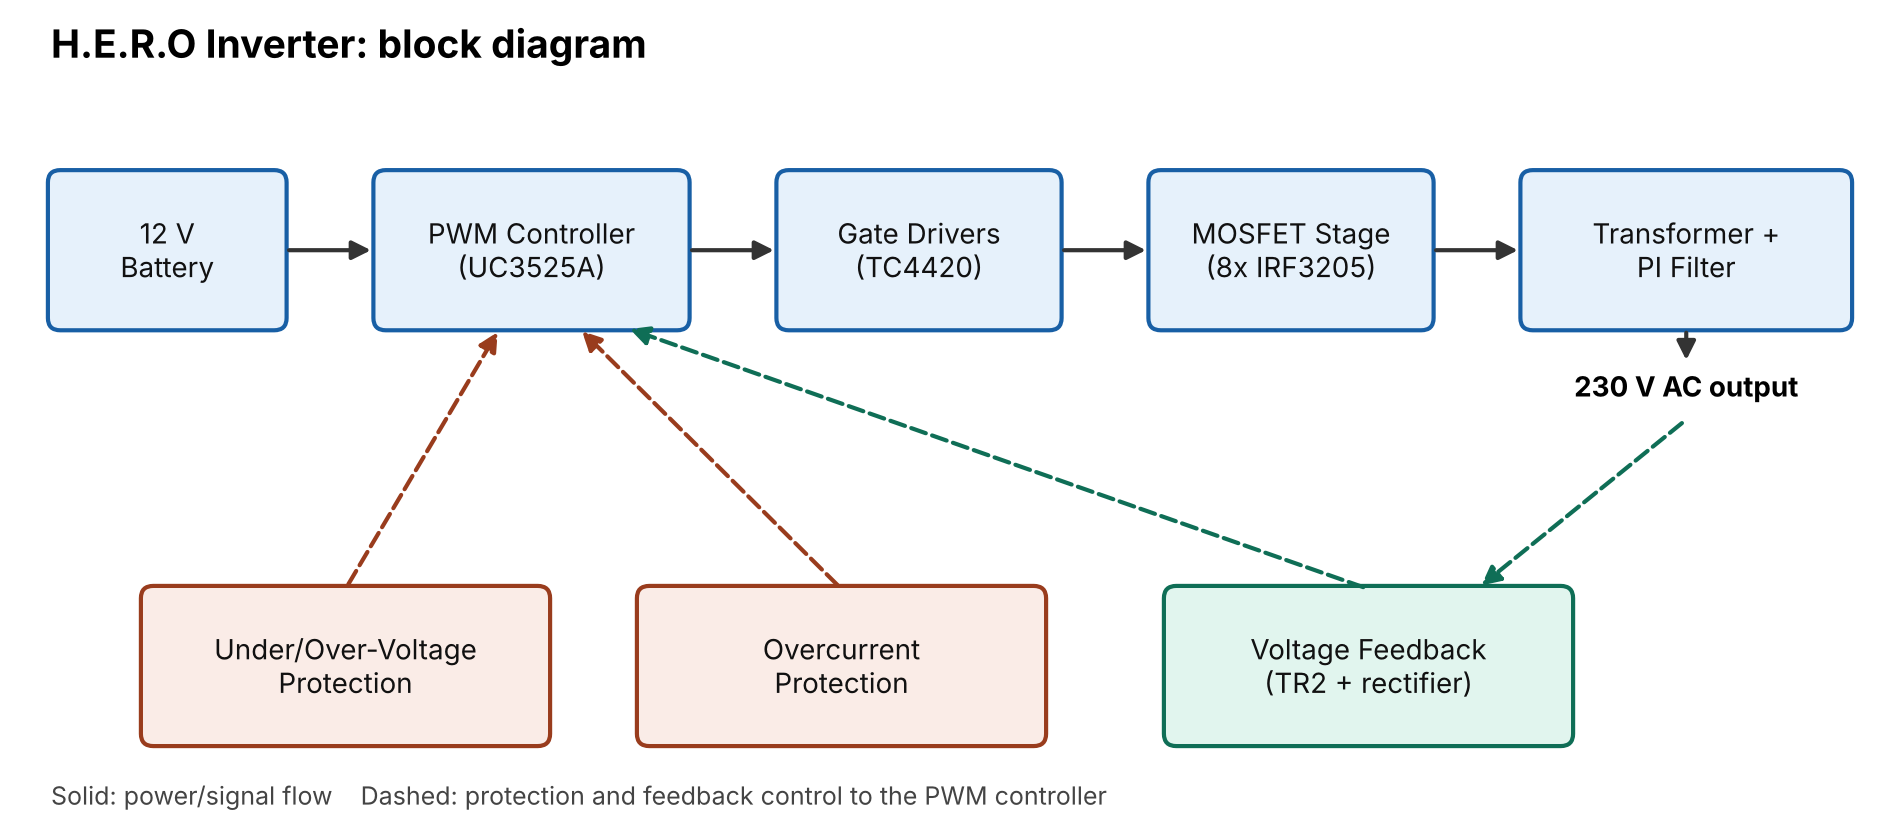 H.E.R.O Inverter: block diagram
12 V
Battery
PWM Controller
(UC3525A)
Gate Drivers
(TC4420)
MOSFET Stage
(8x IRF3205)
Transformer +
PI Filter
230 V AC output
Under/Over-Voltage
Protection
Overcurrent
Protection
Voltage Feedback
(TR2 + rectifier)
Solid: power/signal flow    Dashed: protection and feedback control to the PWM controller